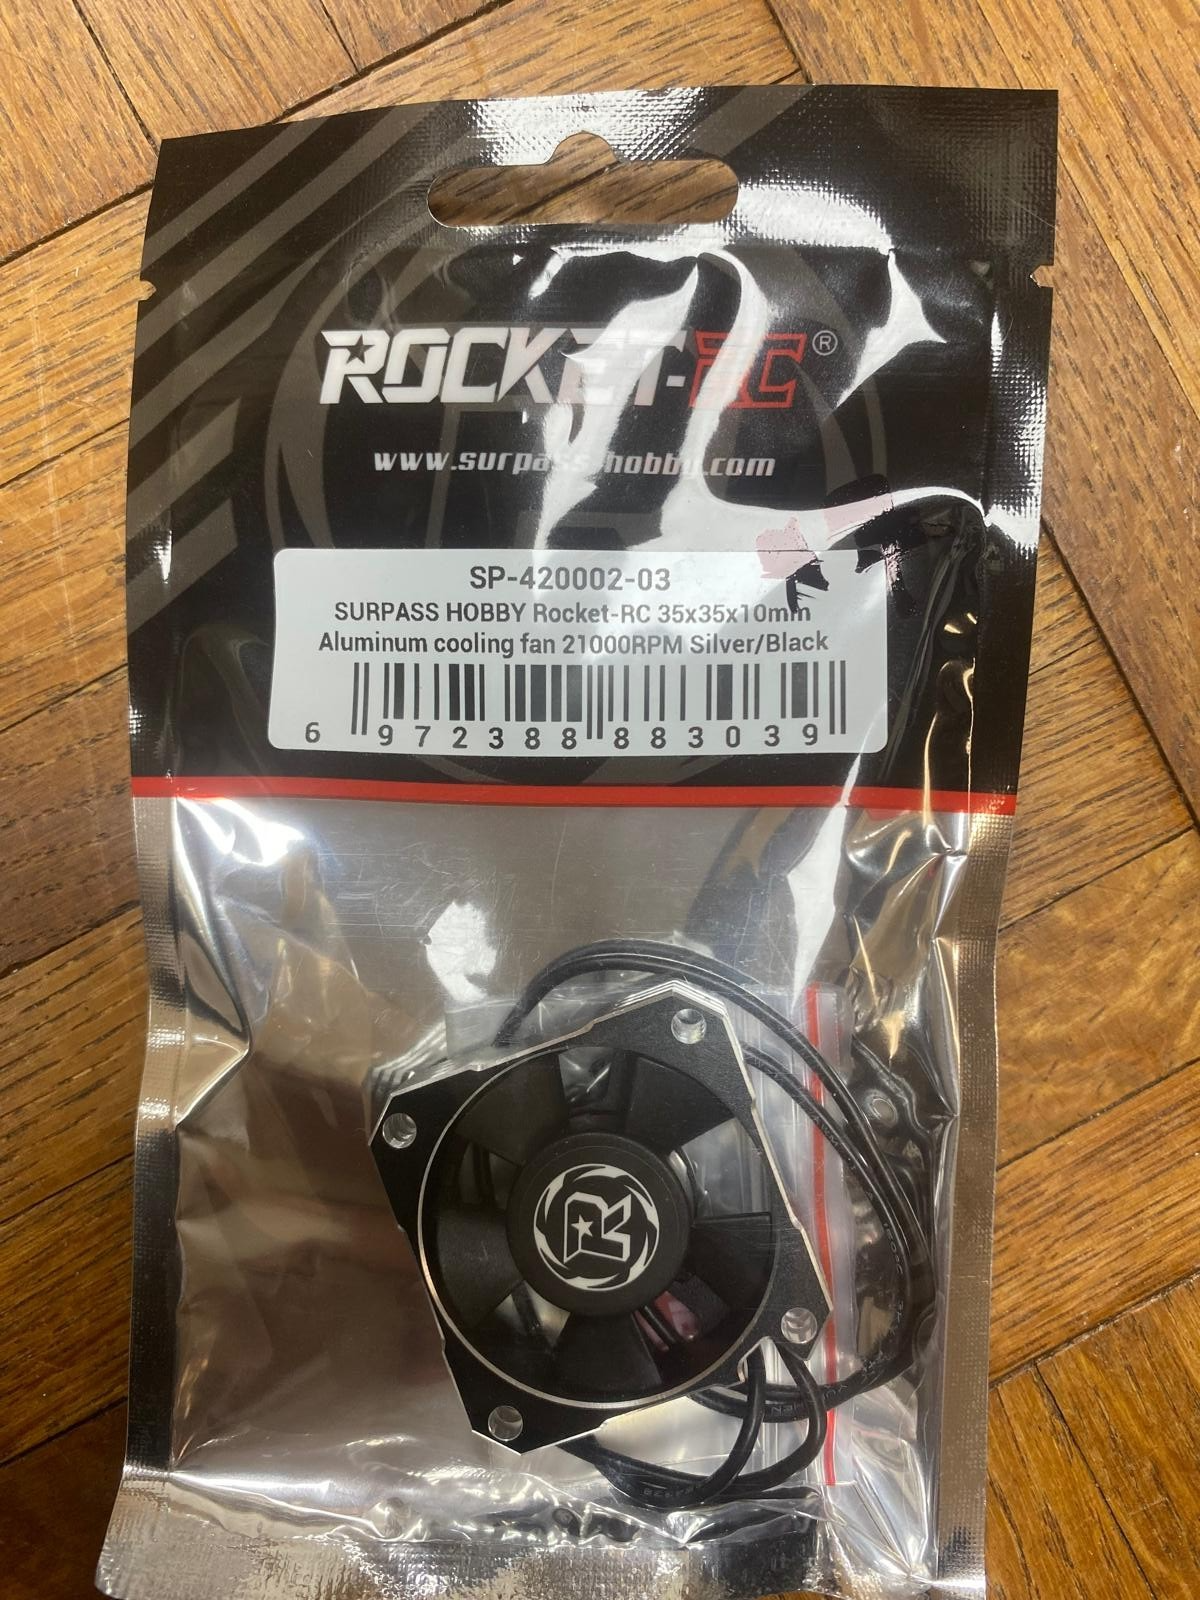 ROCKET-RC®
www.surpass-hobby.com
SP-420002-03
SURPASS HOBBY Rocket-RC 35x35x10mm
Aluminum cooling fan 21000RPM Silver/Black
6 972388 883039
R